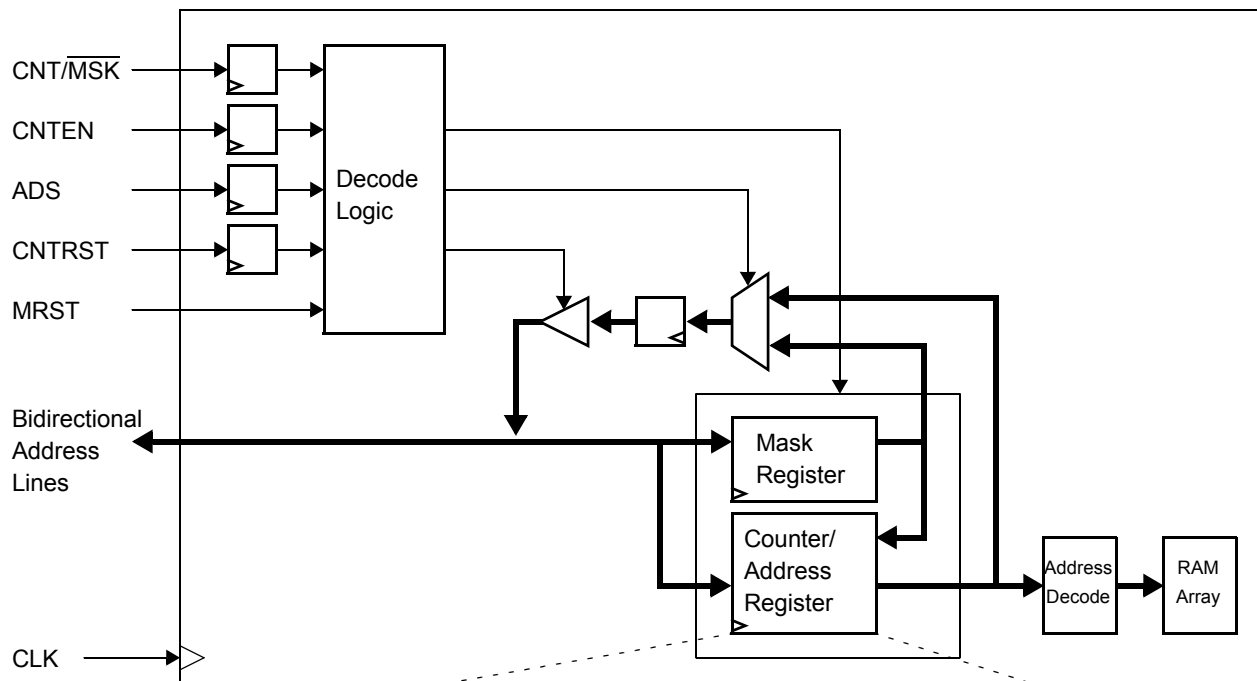 CNT/M̅S̅K̅
CNTEN
ADS
CNTRST
MRST
Decode
Logic
Bidirectional
Address
Lines
Mask
Register
Counter/
Address
Register
Address
Decode
RAM
Array
CLK